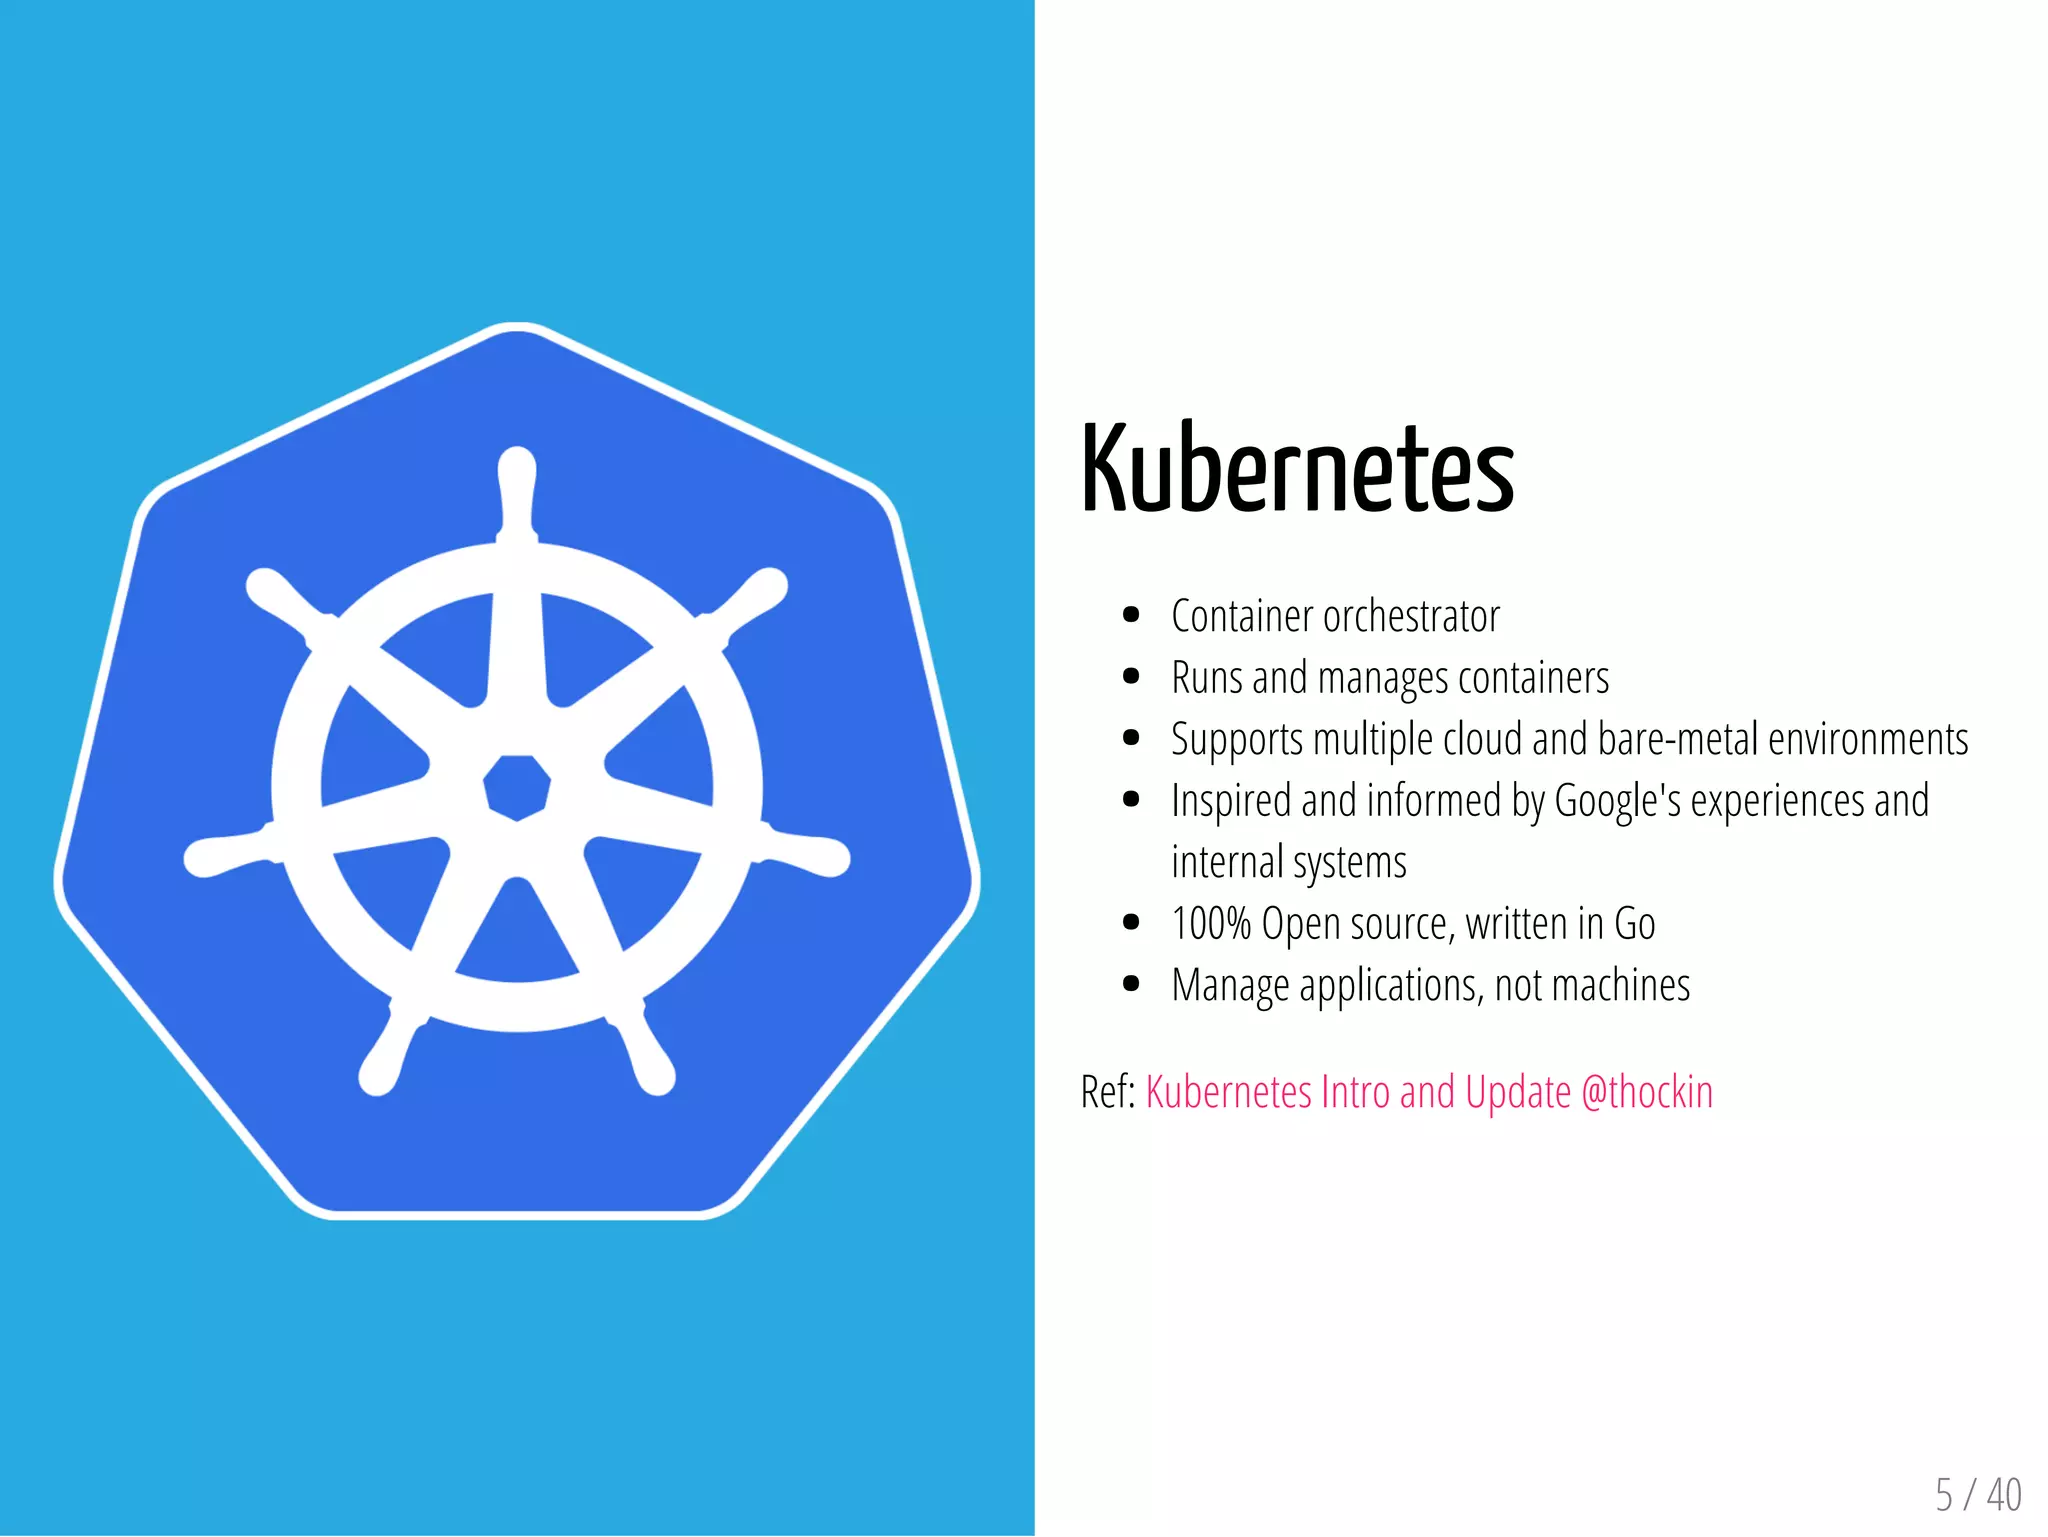 Kubernetes
• Container orchestrator
• Runs and manages containers
• Supports multiple cloud and bare-metal environments
• Inspired and informed by Google's experiences and
internal systems
• 100% Open source, written in Go
• Manage applications, not machines
Ref: Kubernetes Intro and Update @thockin
5 / 40